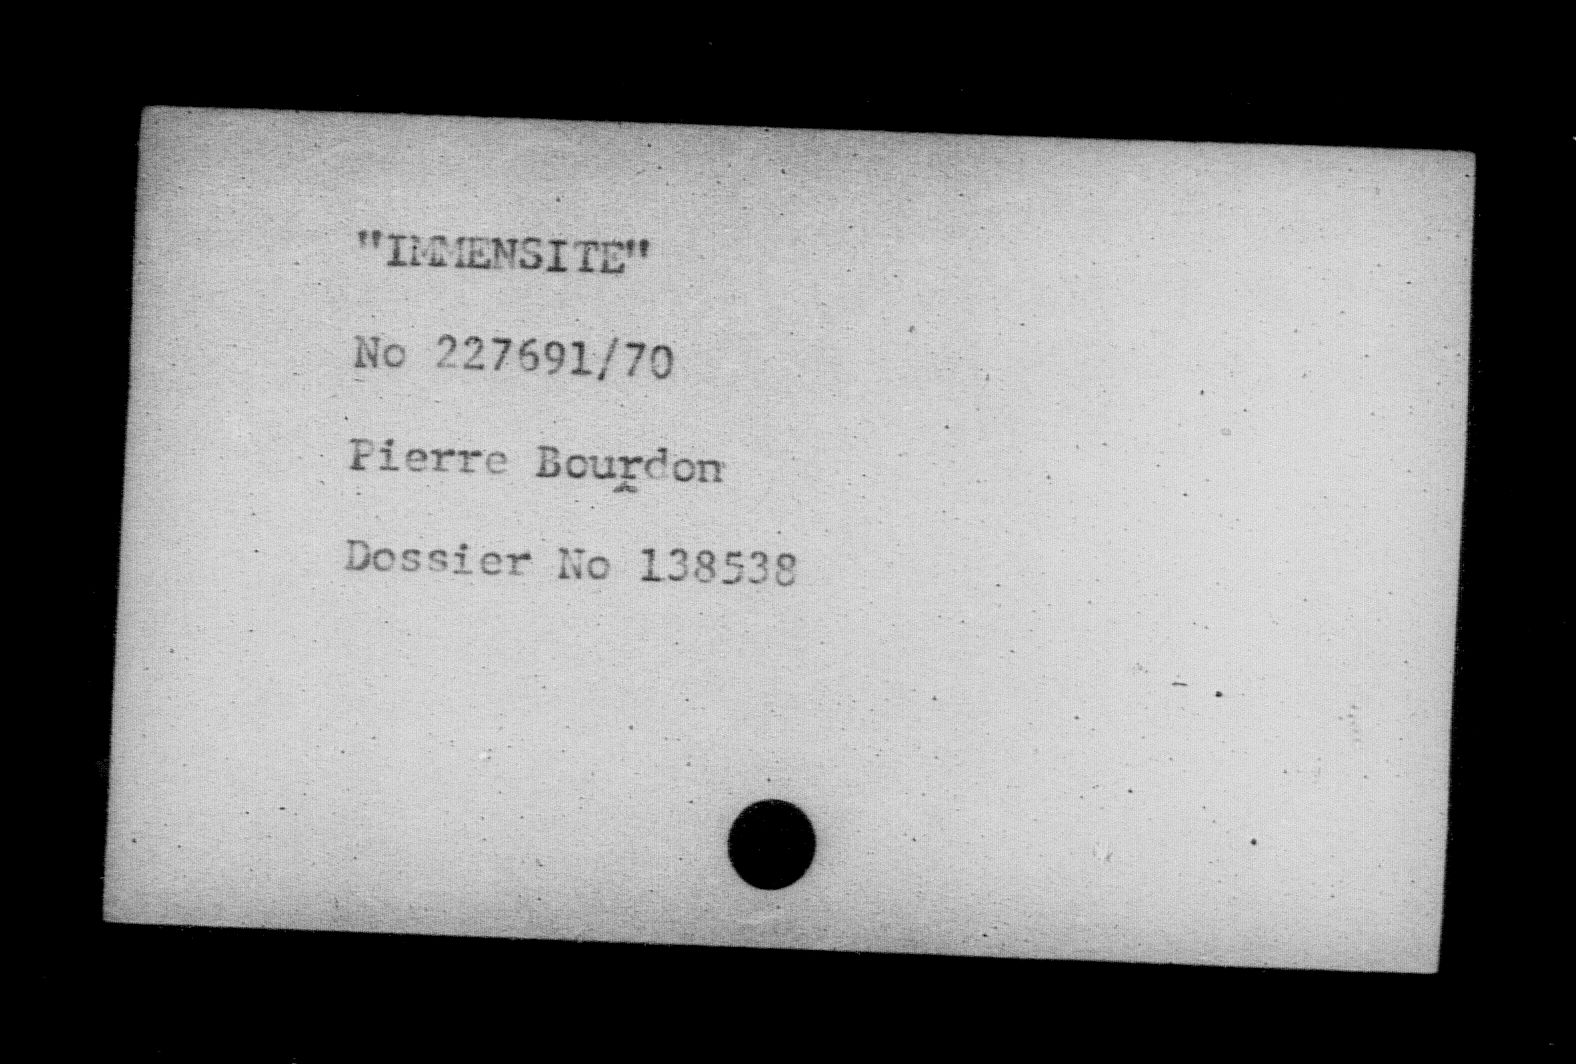 "IMMENSITE"
No 227691/70
Pierre Bourdon
Dossier No 138538